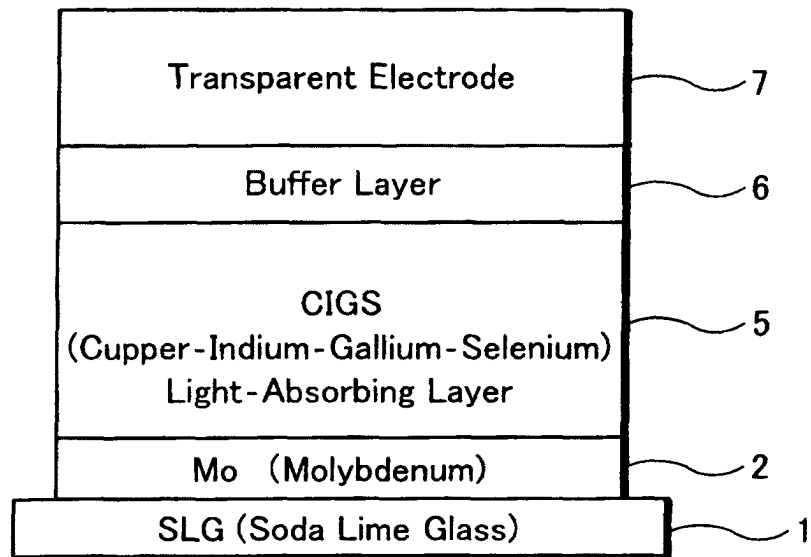 Transparent Electrode
7
Buffer Layer
6
CIGS
(Cupper-Indium-Gallium-Selenium)
Light-Absorbing Layer
5
Mo (Molybdenum)
2
SLG (Soda Lime Glass)
1